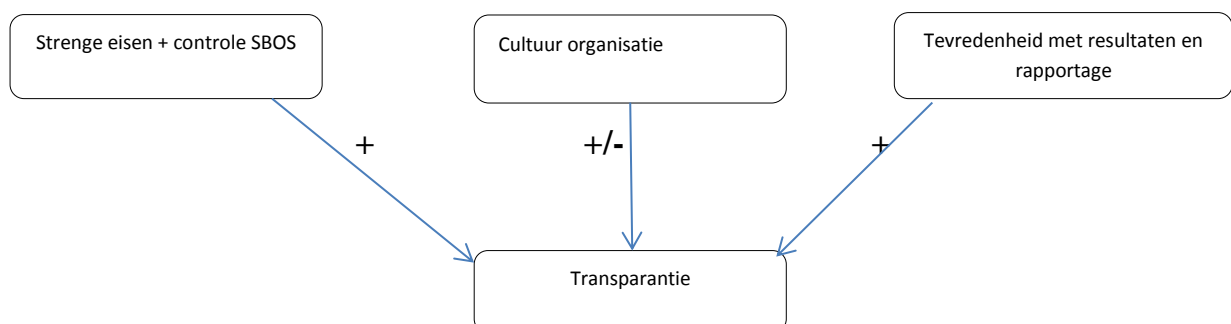 Strenge eisen + controle SBOS
Cultuur organisatie
Tevredenheid met resultaten en
rapportage
+
+/-
+
Transparantie